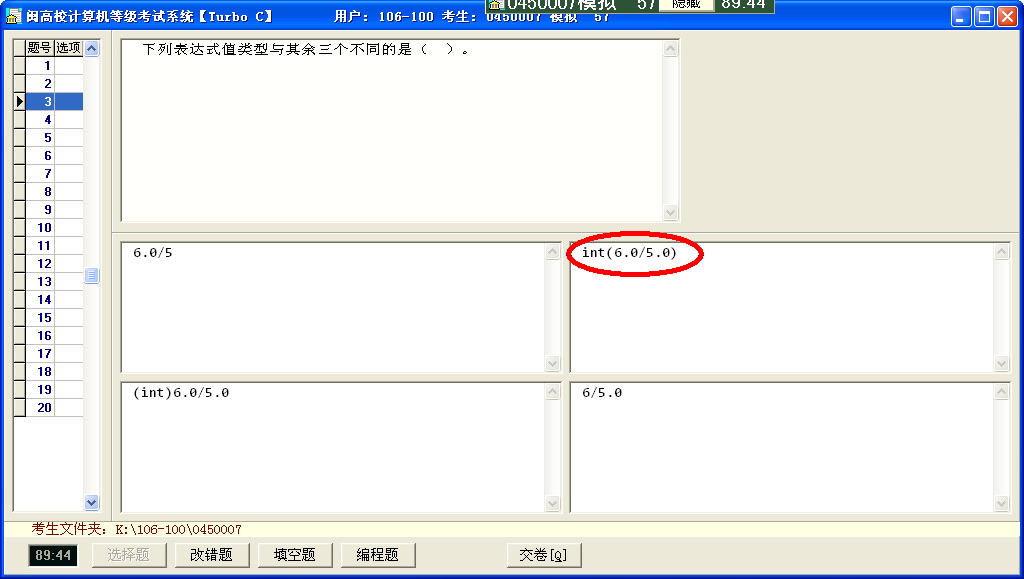 0450007模拟 57 隐藏 89:44
闽高校计算机等级考试系统【Turbo C】 用户: 106-100 考生: 0450007 模拟 57
题号 选项
1
2
3
4
5
6
7
8
9
10
11
12
13
14
15
16
17
18
19
20
下列表达式值类型与其余三个不同的是（ ）。
6.0/5
int(6.0/5.0)
(int)6.0/5.0
6/5.0
考生文件夹: K:\106-100\0450007
89:44 选择题 改错题 填空题 编程题 交卷[Q]